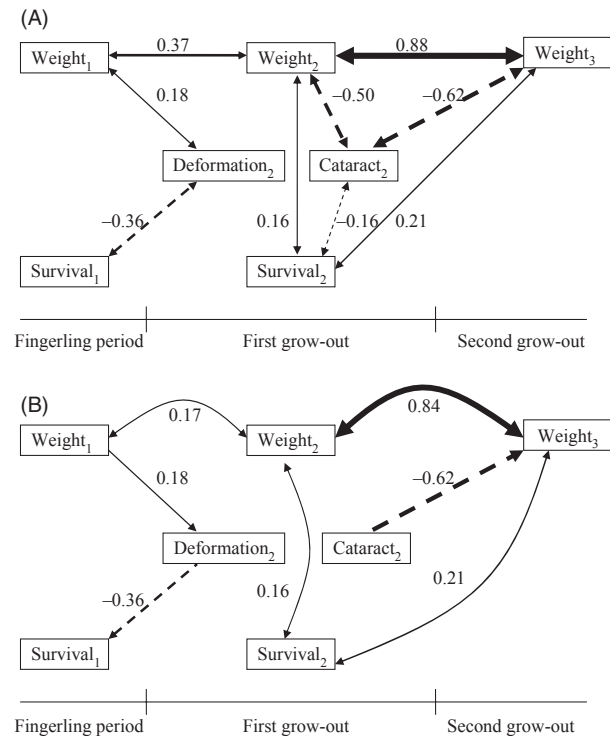 (A)
0.37
0.88
Weight₁
Weight₂
Weight₃
−0.50
−0.62
0.18
Deformation₂
Cataract₂
−0.36
0.16
−0.16
0.21
Survival₁
Survival₂
Fingerling period
First grow-out
Second grow-out
(B)
0.17
0.84
Weight₁
Weight₂
Weight₃
0.18
−0.62
Deformation₂
Cataract₂
−0.36
0.16
0.21
Survival₁
Survival₂
Fingerling period
First grow-out
Second grow-out